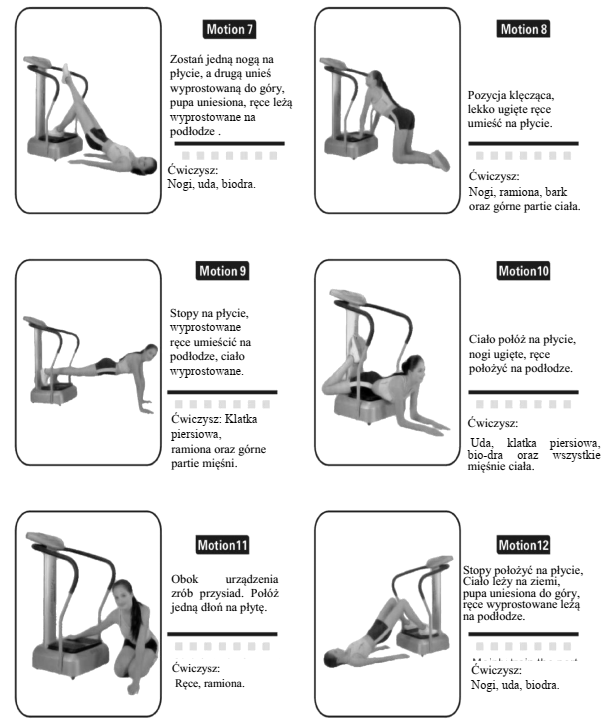 Motion 7
Zostań jedną nogą na
płycie, a drugą unieś
wyprostowaną do góry,
pupa uniesiona, ręce leżą
wyprostowane na
podłodze .
Ćwiczysz:
Nogi, uda, biodra.
Motion 8
Pozycja klęcząca,
lekko ugięte ręce
umieść na płycie.
Ćwiczysz:
Nogi, ramiona, bark
oraz górne partie ciała.
Motion 9
Stopy na płycie,
wyprostowane
ręce umieścić na
podłodze, ciało
wyprostowane.
Ćwiczysz: Klatka
piersiowa,
ramiona oraz górne
partie mięśni.
Motion10
Ciało połóż na płycie,
nogi ugięte, ręce
położyć na podłodze.
Ćwiczysz:
Uda, klatka piersiowa,
bio-dra oraz wszystkie
mięśnie ciała.
Motion11
Obok urządzenia
zrób przysiad. Połóż
jedną dłoń na płytę.
Ćwiczysz:
Ręce, ramiona.
Motion12
Stopy położyć na płycie,
Ciało leży na ziemi,
pupa uniesiona do góry,
ręce wyprostowane leżą
na podłodze.
Ćwiczysz:
Nogi, uda, biodra.